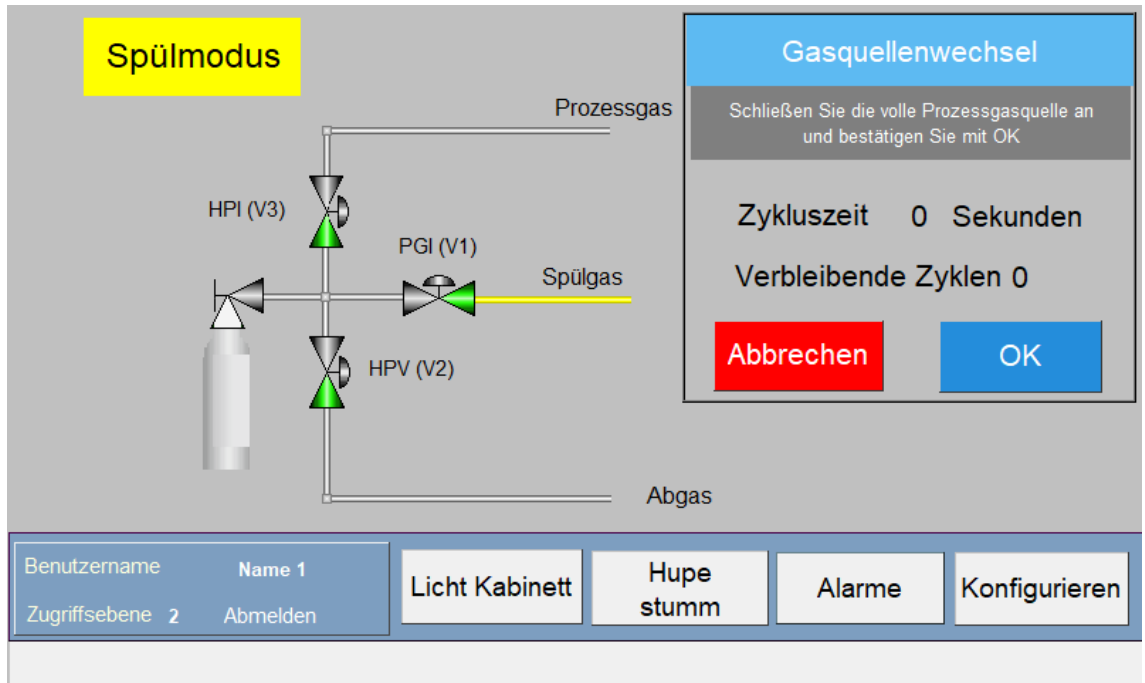 Spülmodus
Prozessgas
HPI (V3)
PGI (V1)
Spülgas
HPV (V2)
Abgas
Gasquellenwechsel
Schließen Sie die volle Prozessgasquelle an
und bestätigen Sie mit OK
Zykluszeit 0 Sekunden
Verbleibende Zyklen 0
Abbrechen
OK
Benutzername Name 1
Zugriffsebene 2 Abmelden
Licht Kabinett
Hupe
stumm
Alarme
Konfigurieren